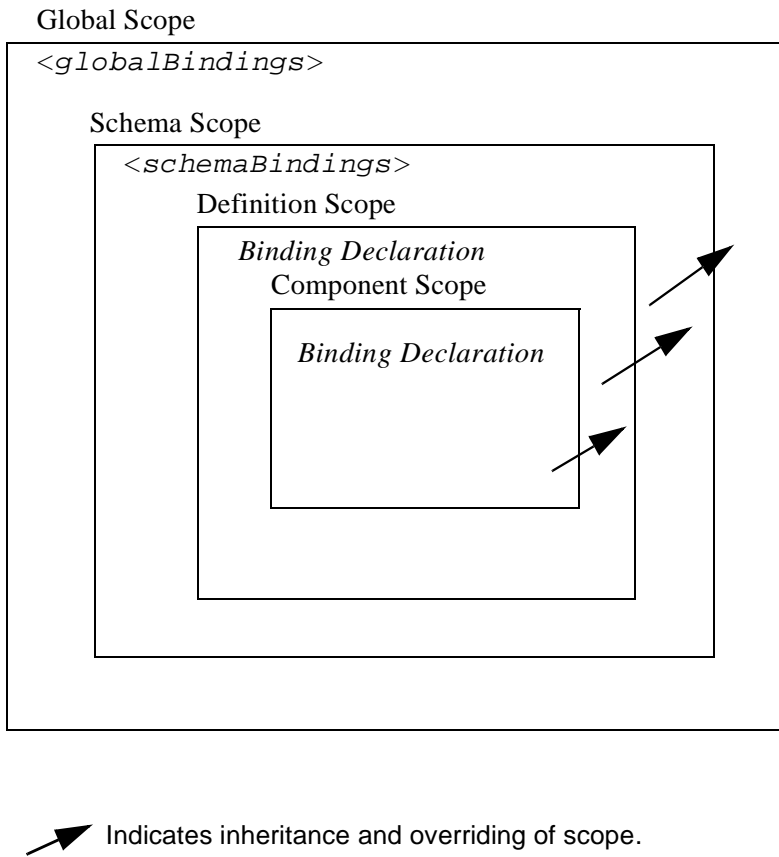 Global Scope
<globalBindings>
Schema Scope
<schemaBindings>
Definition Scope
Binding Declaration
Component Scope
Binding Declaration
Indicates inheritance and overriding of scope.